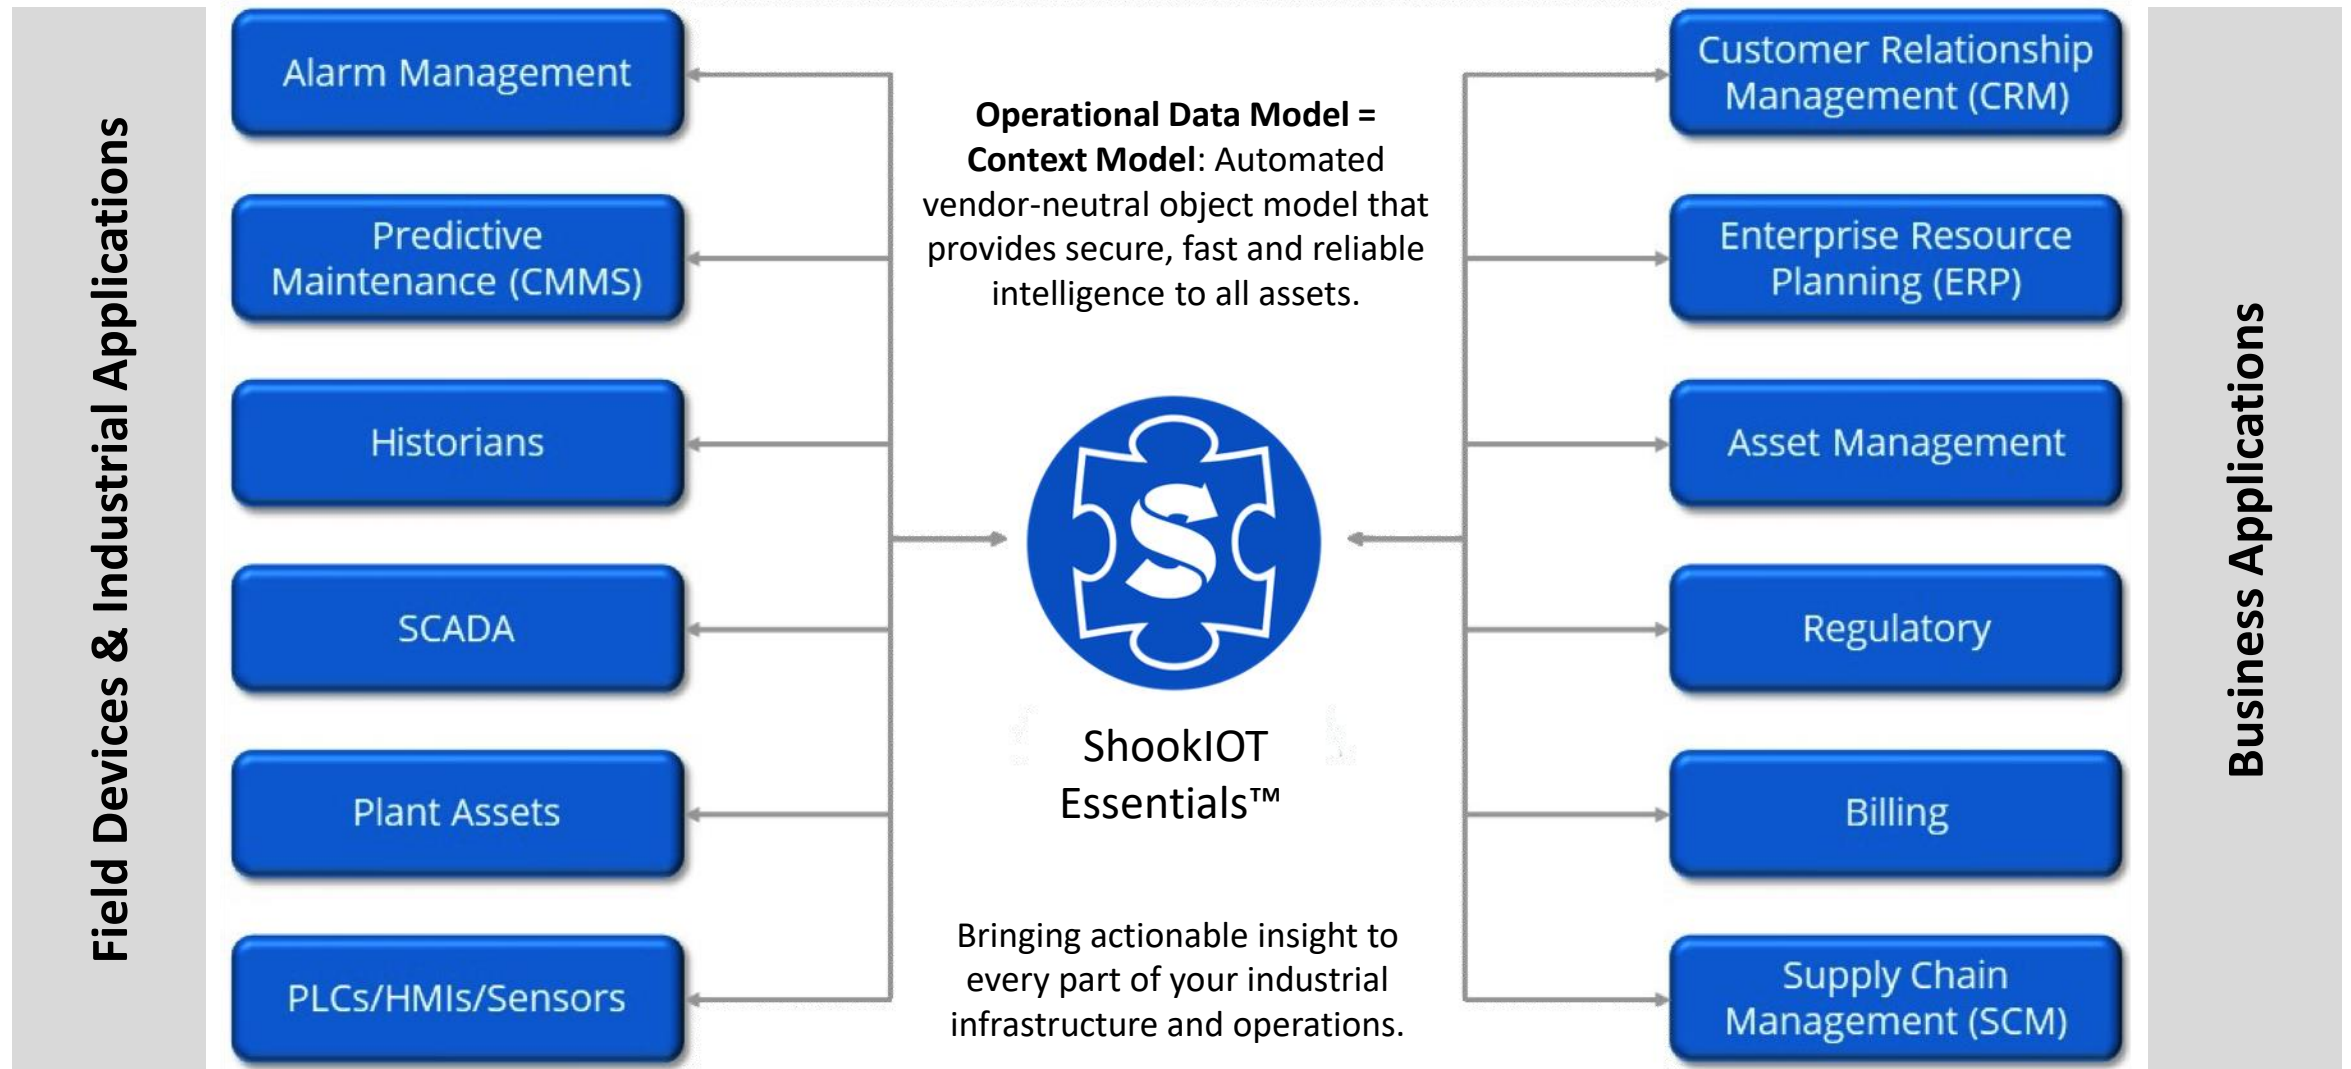 Field Devices & Industrial Applications
Alarm Management
Predictive
Maintenance (CMMS)
Historians
SCADA
Plant Assets
PLCs/HMIs/Sensors
Operational Data Model =
Context Model: Automated
vendor-neutral object model that
provides secure, fast and reliable
intelligence to all assets.
S
ShookIOT
Essentials™
Bringing actionable insight to
every part of your industrial
infrastructure and operations.
Customer Relationship
Management (CRM)
Enterprise Resource
Planning (ERP)
Asset Management
Regulatory
Billing
Supply Chain
Management (SCM)
Business Applications